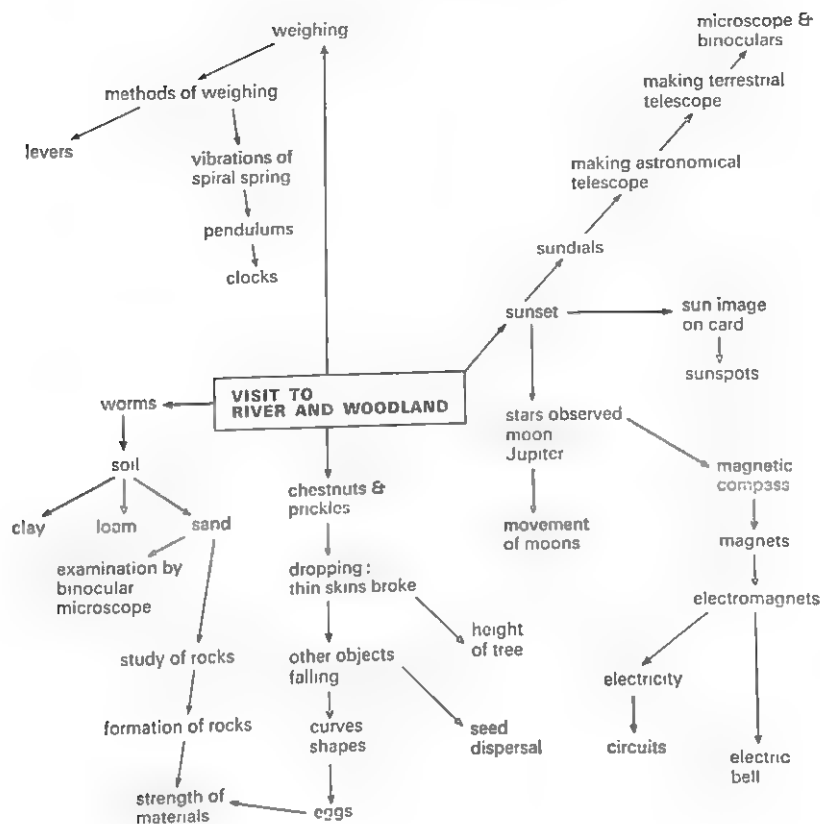 weighing
methods of weighing
levers
vibrations of
spiral spring
pendulums
clocks
microscope &
binoculars
making terrestrial
telescope
making astronomical
telescope
sundials
sunset
sun image
on card
sunspots
VISIT TO
RIVER AND WOODLAND
worms
soil
clay
loam
sand
examination by
binocular
microscope
study of rocks
formation of rocks
strength of
materials
chestnuts &
prickles
dropping:
thin skins broke
height
of tree
other objects
falling
seed
dispersal
curves
shapes
eggs
stars observed
moon
Jupiter
movement
of moons
magnetic
compass
magnets
electromagnets
electricity
circuits
electric
bell